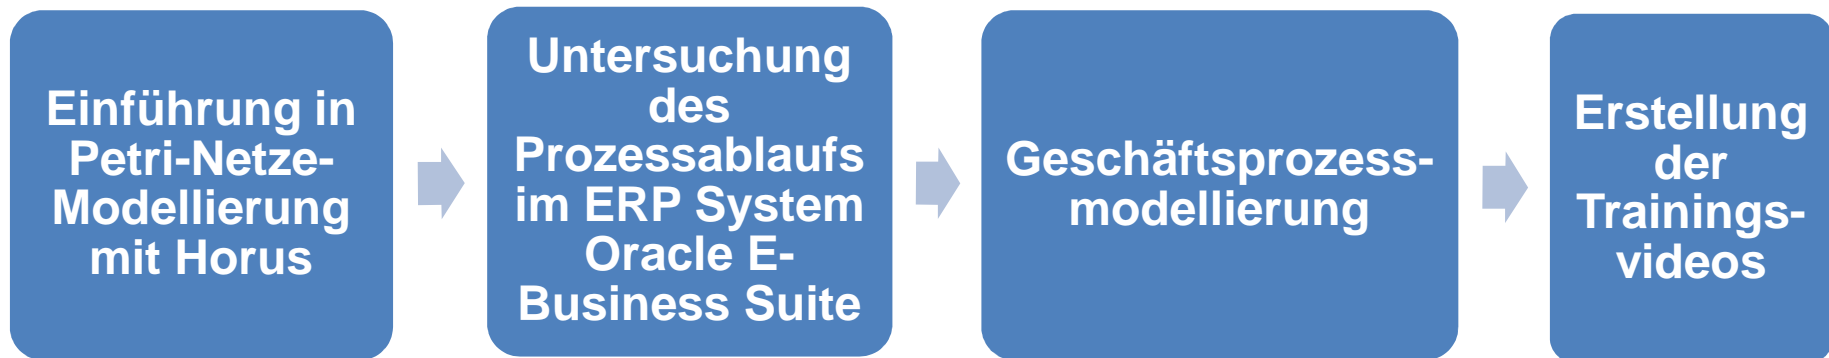 Einführung in
Petri-Netze-
Modellierung
mit Horus
Untersuchung
des
Prozessablaufs
im ERP System
Oracle E-
Business Suite
Geschäftsprozess-
modellierung
Erstellung
der
Trainings-
videos